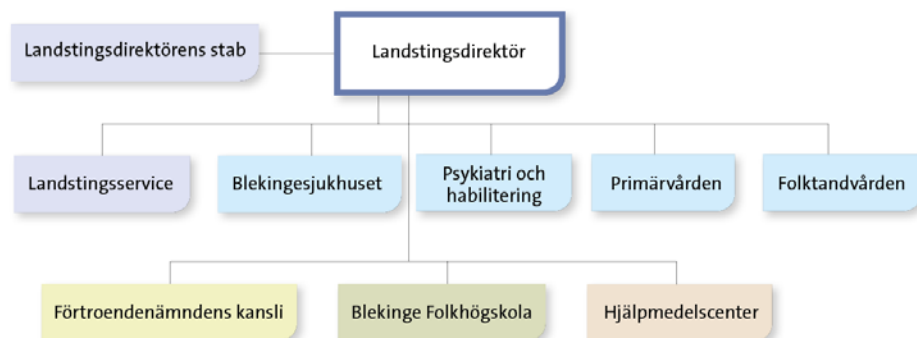 Landstingsdirektörens stab
Landstingsdirektör
Landstingsservice
Blekingesjukhuset
Psykiatri och
habilitering
Primärvården
Folktandvården
Förtroendenämndens kansli
Blekinge Folkhögskola
Hjälpmedelscenter